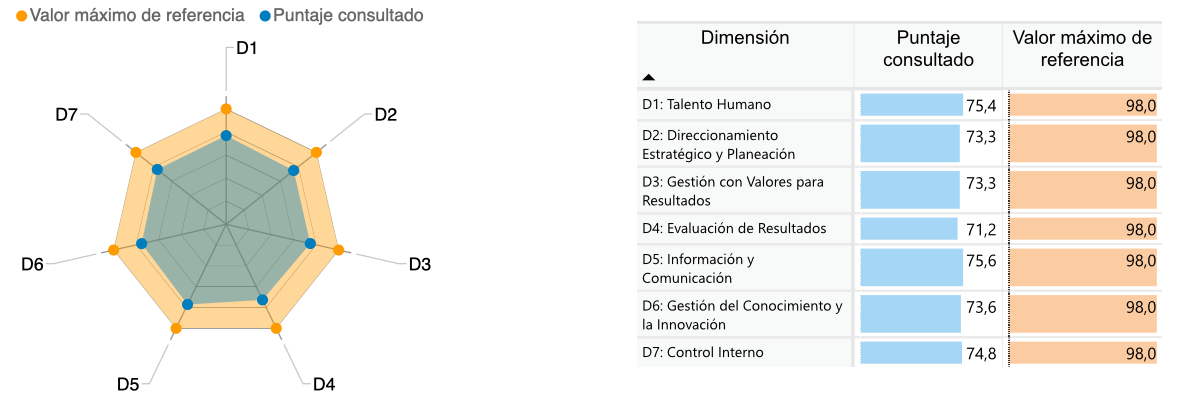 Valor máximo de referencia Puntaje consultado
D1
D2
D3
D4
D5
D6
D7
Dimensión Puntaje consultado Valor máximo de referencia
D1: Talento Humano 75,4 98,0
D2: Direccionamiento
Estratégico y Planeación 73,3 98,0
D3: Gestión con Valores para
Resultados 73,3 98,0
D4: Evaluación de Resultados 71,2 98,0
D5: Información y
Comunicación 75,6 98,0
D6: Gestión del Conocimiento y
la Innovación 73,6 98,0
D7: Control Interno 74,8 98,0